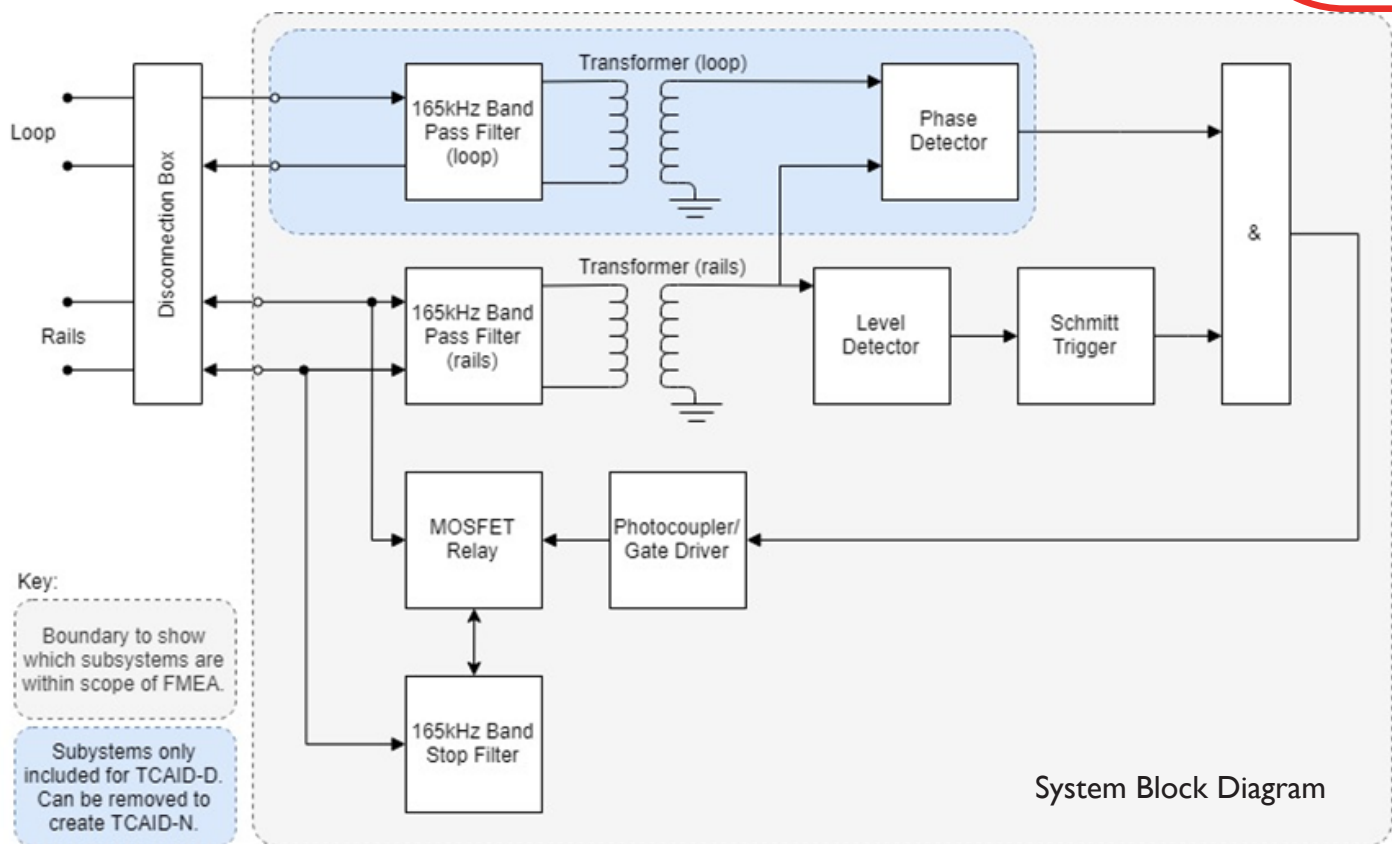 Transformer (loop)
Loop
Disconnection Box
165kHz Band
Pass Filter
(loop)
Phase
Detector
&
Transformer (rails)
Rails
165kHz Band
Pass Filter
(rails)
Level
Detector
Schmitt
Trigger
MOSFET
Relay
Photocoupler/
Gate Driver
165kHz Band
Stop Filter
Key:
Boundary to show
which subsystems are
within scope of FMEA.
Subystems only
included for TCAID-D.
Can be removed to
create TCAID-N.
System Block Diagram